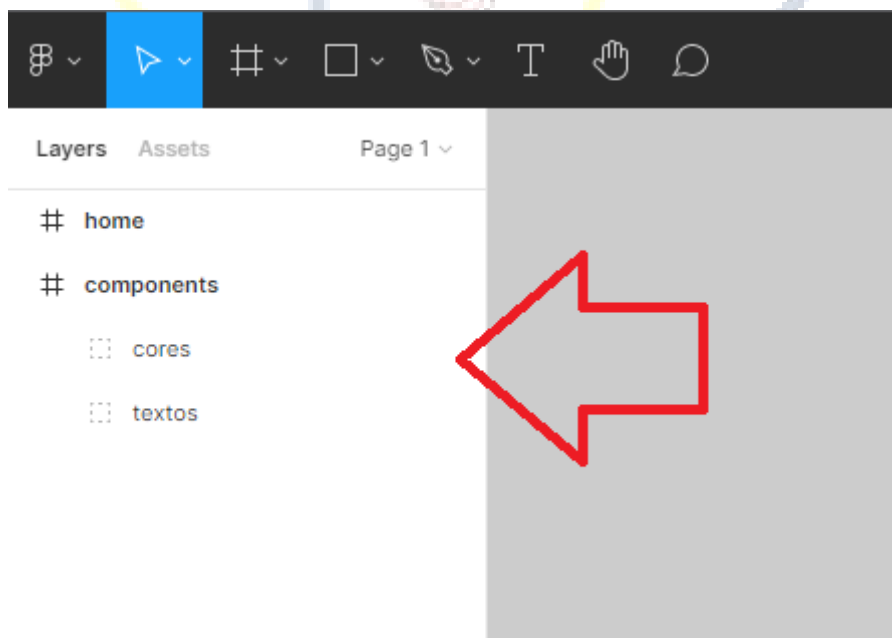 Layers Assets Page 1
home
components
cores
textos